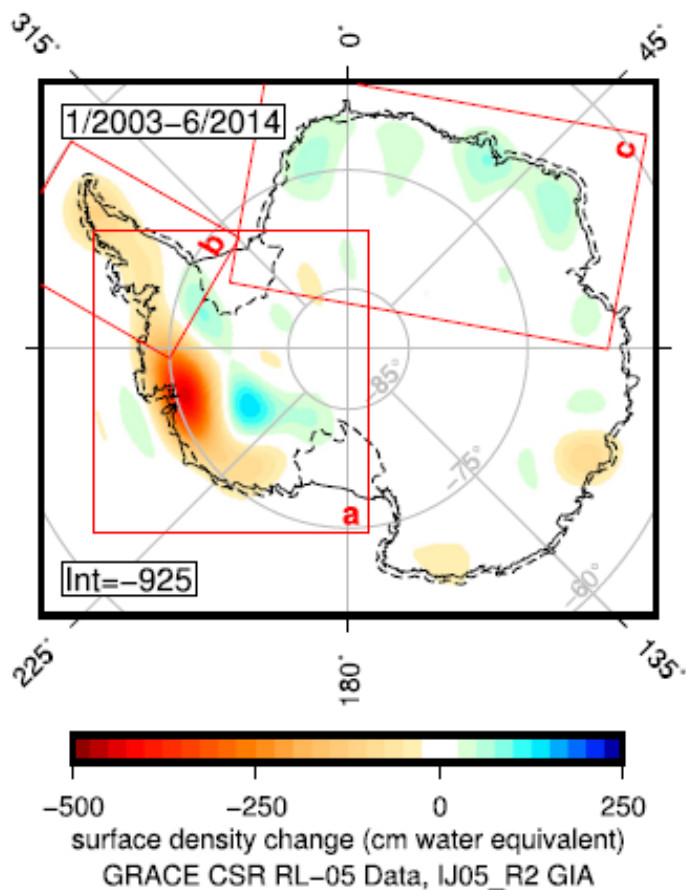 315°
0°
45°
1/2003−6/2014
c
b
−85°
−75°
a
−60°
Int=−925
225°
180°
135°
−500
−250
0
250
surface density change (cm water equivalent)
GRACE CSR RL−05 Data, IJ05_R2 GIA